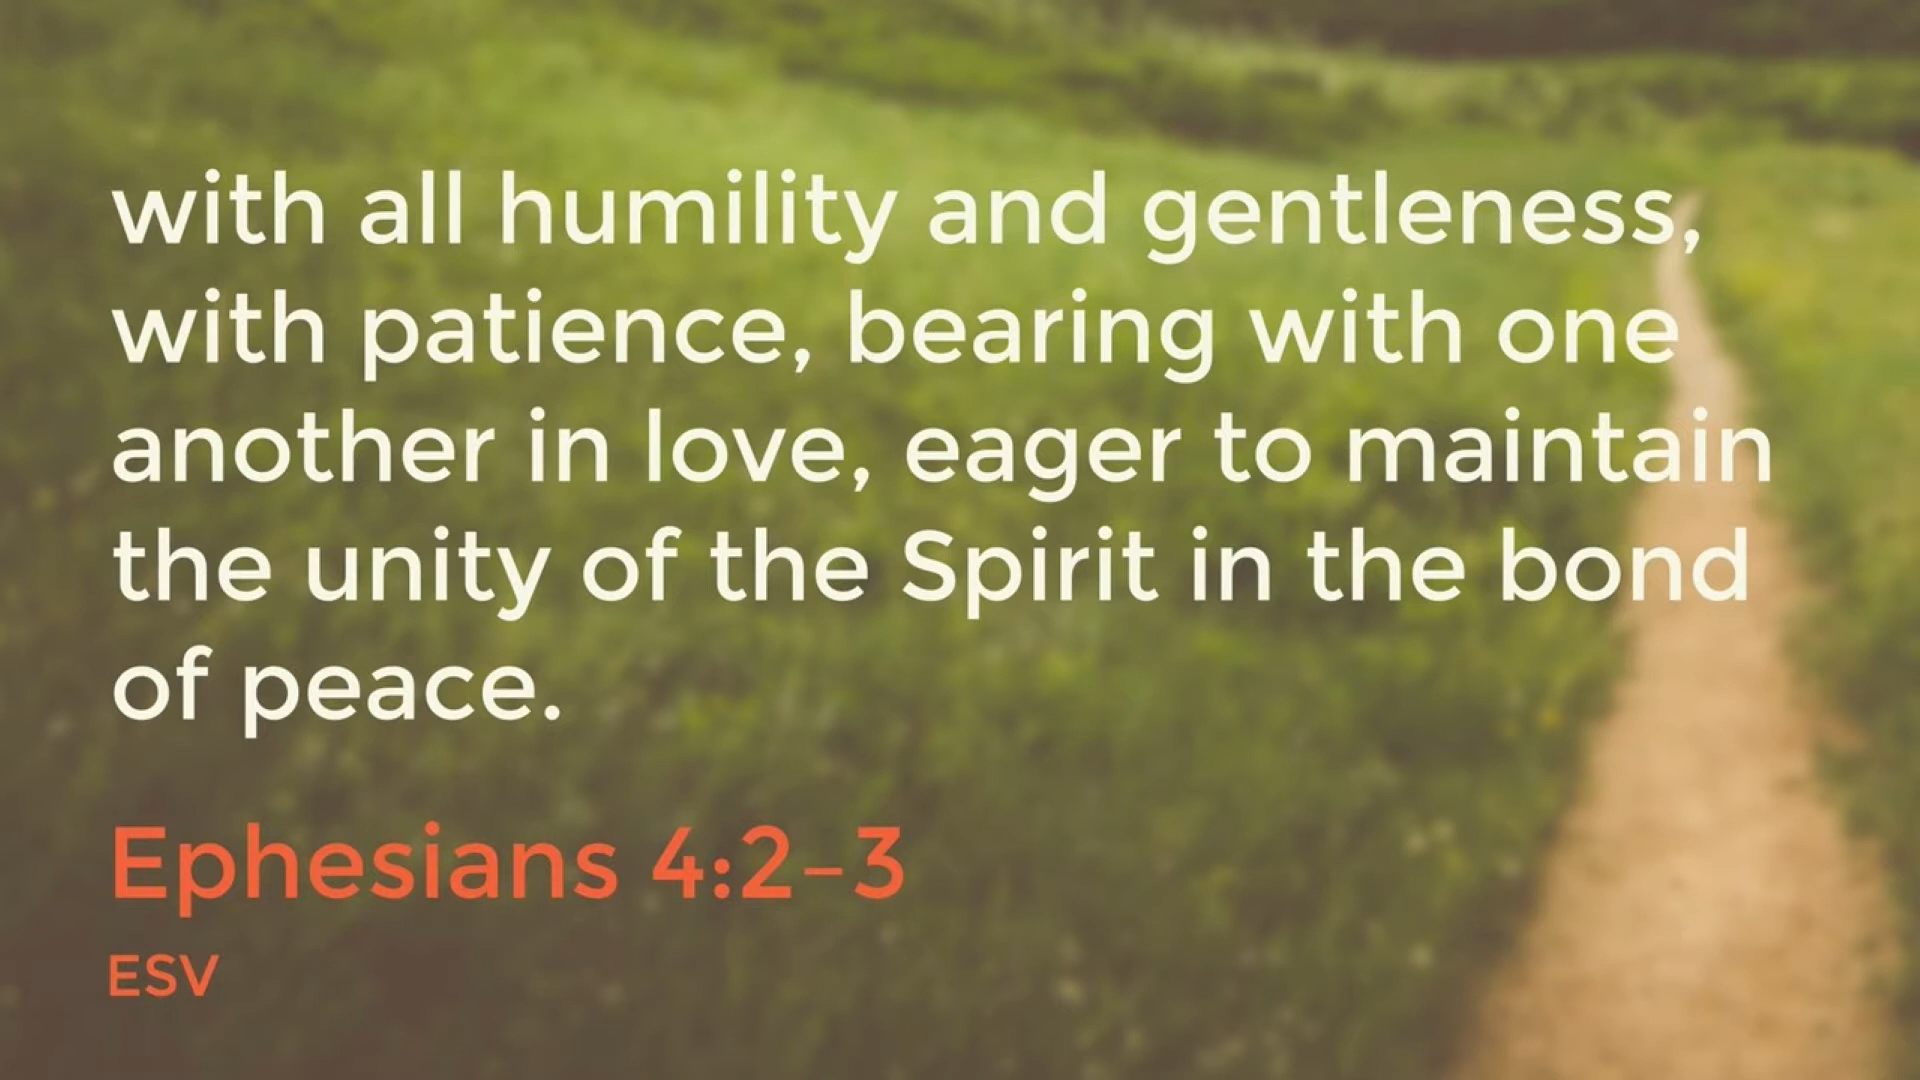 with all humility and gentleness,
with patience, bearing with one
another in love, eager to maintain
the unity of the Spirit in the bond
of peace.
Ephesians 4:2–3
ESV